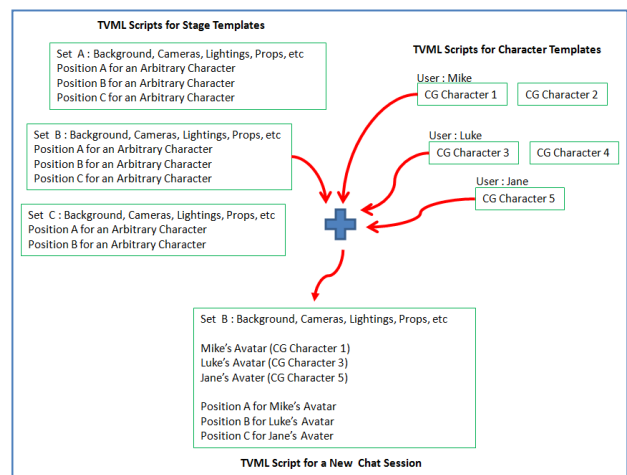 TVML Scripts for Stage Templates
Set A : Background, Cameras, Lightings, Props, etc
Position A for an Arbitrary Character
Position B for an Arbitrary Character
Position C for an Arbitrary Character
Set B : Background, Cameras, Lightings, Props, etc
Position A for an Arbitrary Character
Position B for an Arbitrary Character
Position C for an Arbitrary Character
Set C : Background, Cameras, Lightings, Props, etc
Position A for an Arbitrary Character
Position B for an Arbitrary Character
TVML Scripts for Character Templates
User : Mike
CG Character 1
CG Character 2
User : Luke
CG Character 3
CG Character 4
User : Jane
CG Character 5
Set B : Background, Cameras, Lightings, Props, etc
Mike's Avatar (CG Character 1)
Luke's Avatar (CG Character 3)
Jane's Avater (CG Character 5)
Position A for Mike's Avatar
Position B for Luke's Avatar
Position C for Jane's Avater
TVML Script for a New Chat Session